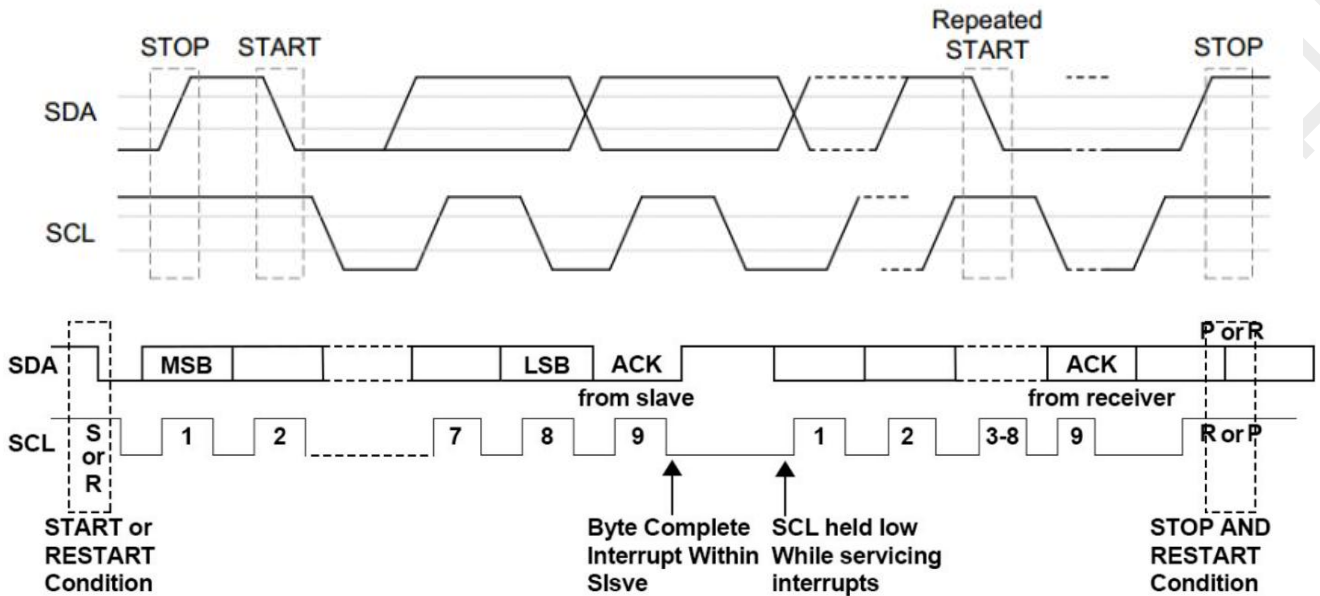 Repeated
STOP START START STOP
SDA
SCL
P or R
SDA MSB LSB ACK ACK
from slave from receiver
SCL S or R 1 2 7 8 9 1 2 3-8 9 R or P
START or Byte Complete SCL held low STOP AND
RESTART Interrupt Within While servicing RESTART
Condition Slsve interrupts Condition